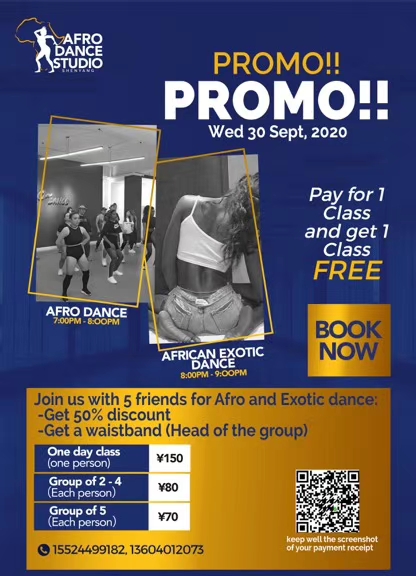 AFRO
DANCE
STUDIO
SHENYANG
PROMO!!
PROMO!!
Wed 30 Sept, 2020
Pay for 1
Class
and get 1
Class
FREE
AFRO DANCE
7:00PM - 8:00PM
AFRICAN EXOTIC
DANCE
8:00PM - 9:00PM
BOOK
NOW
Join us with 5 friends for Afro and Exotic dance:
-Get 50% discount
-Get a waistband (Head of the group)
One day class
(one person)
¥150
Group of 2 - 4
(Each person)
¥80
Group of 5
(Each person)
¥70
15524499182, 13604012073
keep well the screenshot
of your payment receipt